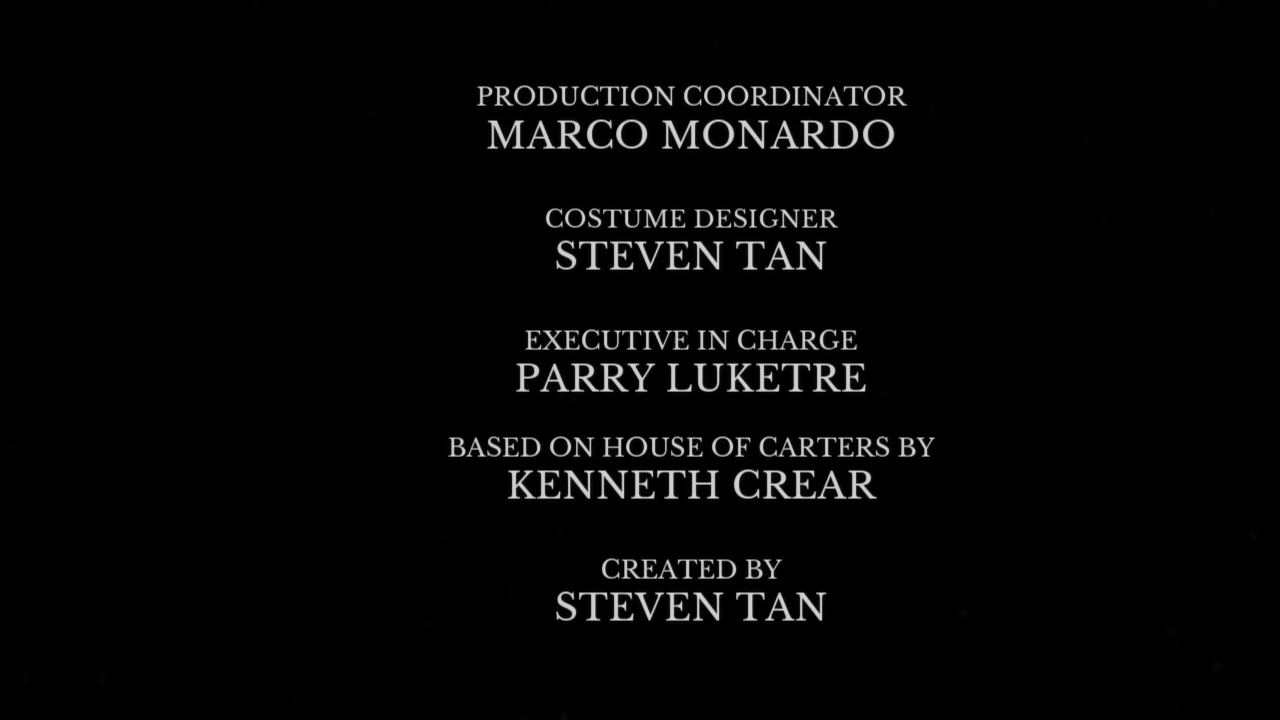 PRODUCTION COORDINATOR
MARCO MONARDO
COSTUME DESIGNER
STEVEN TAN
EXECUTIVE IN CHARGE
PARRY LUKETRE
BASED ON HOUSE OF CARTERS BY
KENNETH CREAR
CREATED BY
STEVEN TAN